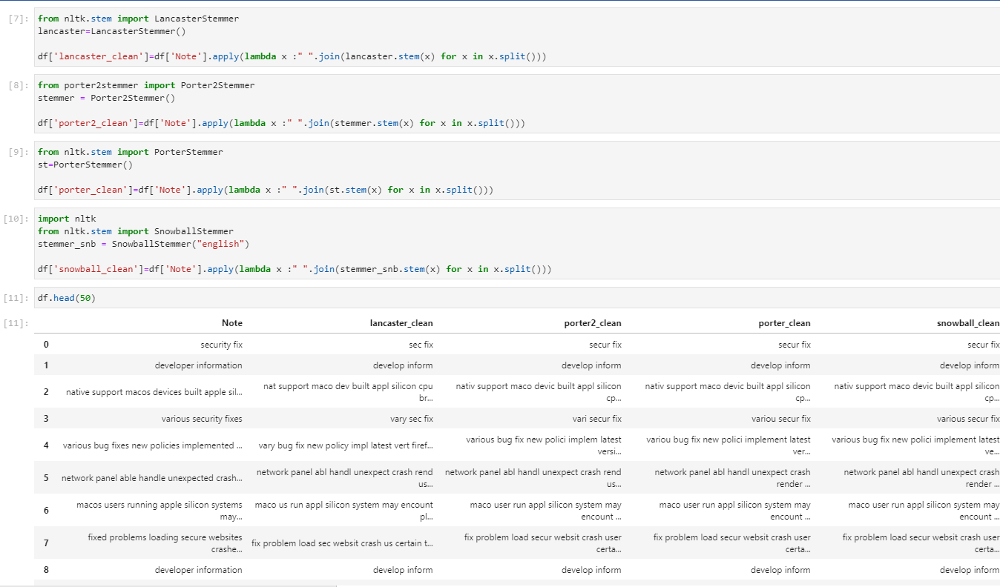 [7]: from nltk.stem import LancasterStemmer
lancaster=LancasterStemmer()
df['lancaster_clean']=df['Note'].apply(lambda x :" ".join(lancaster.stem(x) for x in x.split()))
[8]: from porter2stemmer import Porter2Stemmer
stemmer = Porter2Stemmer()
df['porter2_clean']=df['Note'].apply(lambda x :" ".join(stemmer.stem(x) for x in x.split()))
[9]: from nltk.stem import PorterStemmer
st=PorterStemmer()
df['porter_clean']=df['Note'].apply(lambda x :" ".join(st.stem(x) for x in x.split()))
[10]: import nltk
from nltk.stem import SnowballStemmer
stemmer_snb = SnowballStemmer("english")
df['snowball_clean']=df['Note'].apply(lambda x :" ".join(stemmer_snb.stem(x) for x in x.split()))
[11]: df.head(50)
[11]: Note lancaster_clean porter2_clean porter_clean snowball_clean
0 security fix sec fix secur fix secur fix secur fix
1 developer information develop inform develop inform develop inform develop inform
2 native support macos devices built apple sil... nat support maco dev built appl silicon cpu nativ support maco devic built appl silicon nativ support maco devic built appl silicon nativ support maco devic built appl silicon
br... cp... cp... cp...
3 various security fixes vary sec fix vari secur fix variou secur fix various secur fix
4 various bug fixes new policies implemented ... vary bug fix new policy impl latest vert firef... various bug fix new polici implem latest variou bug fix new polici implement latest various bug fix new polici implement latest
versi... ver... ve...
5 network panel able handle unexpected crash... network panel abl handl unexpect crash rend network panel abl handl unexpect crash rend network panel abl handl unexpect crash network panel abl handl unexpect crash
us... us... render ... render ...
6 macos users running apple silicon systems maco us run appl silicon system may encount maco user run appl silicon system may maco user run appl silicon system may maco user run appl silicon system may
may... pl... encount ... encount ... encount ...
7 fixed problems loading secure websites fix problem load sec websit crash us certain t... fix problem load secur websit crash user fix problem load secur websit crash user fix problem load secur websit crash user
crashe... certa... certa... certa...
8 developer information develop inform develop inform develop inform develop inform